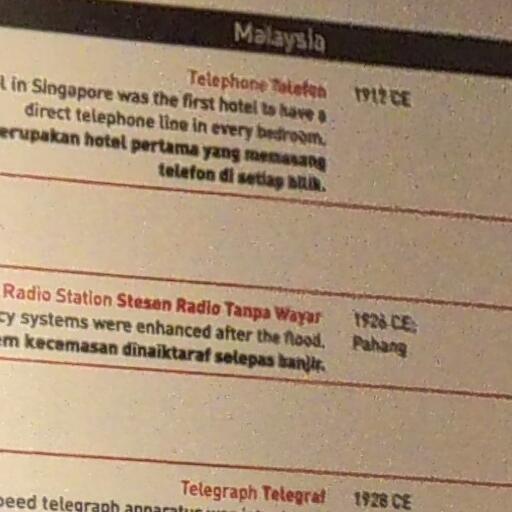 Malaysia
Telephone Telefon 1912 CE
l in Singapore was the first hotel to have a
direct telephone line in every bedroom.
erupakan hotel pertama yang memasang
telefon di setiap bilik.
Radio Station Stesen Radio Tanpa Wayar 1926 CE,
cy systems were enhanced after the flood. Pahang
em kecemasan dinaiktaraf selepas banjir.
Telegraph Telegraf 1928 CE
peed telegraph apparatus